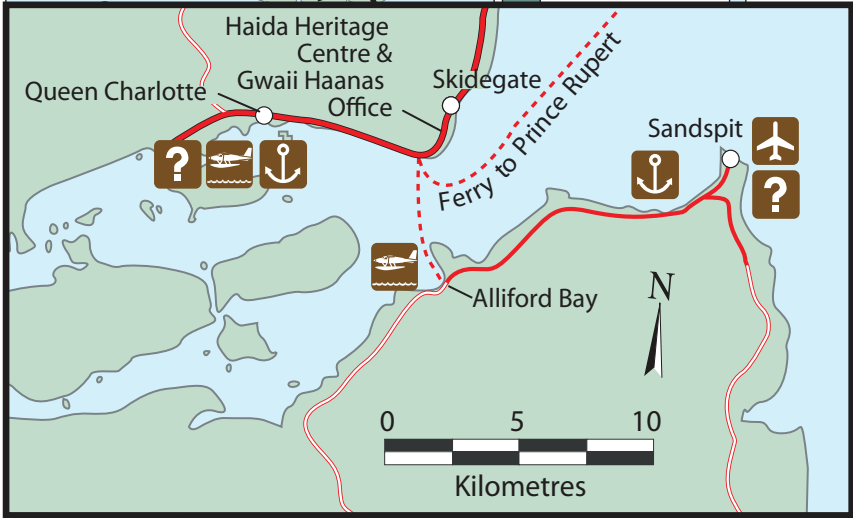 Haida Heritage
Centre &
Gwaii Haanas
Office
Skidegate
Queen Charlotte
Ferry to Prince Rupert
Sandspit
?
?
Alliford Bay
N
0 5 10
Kilometres